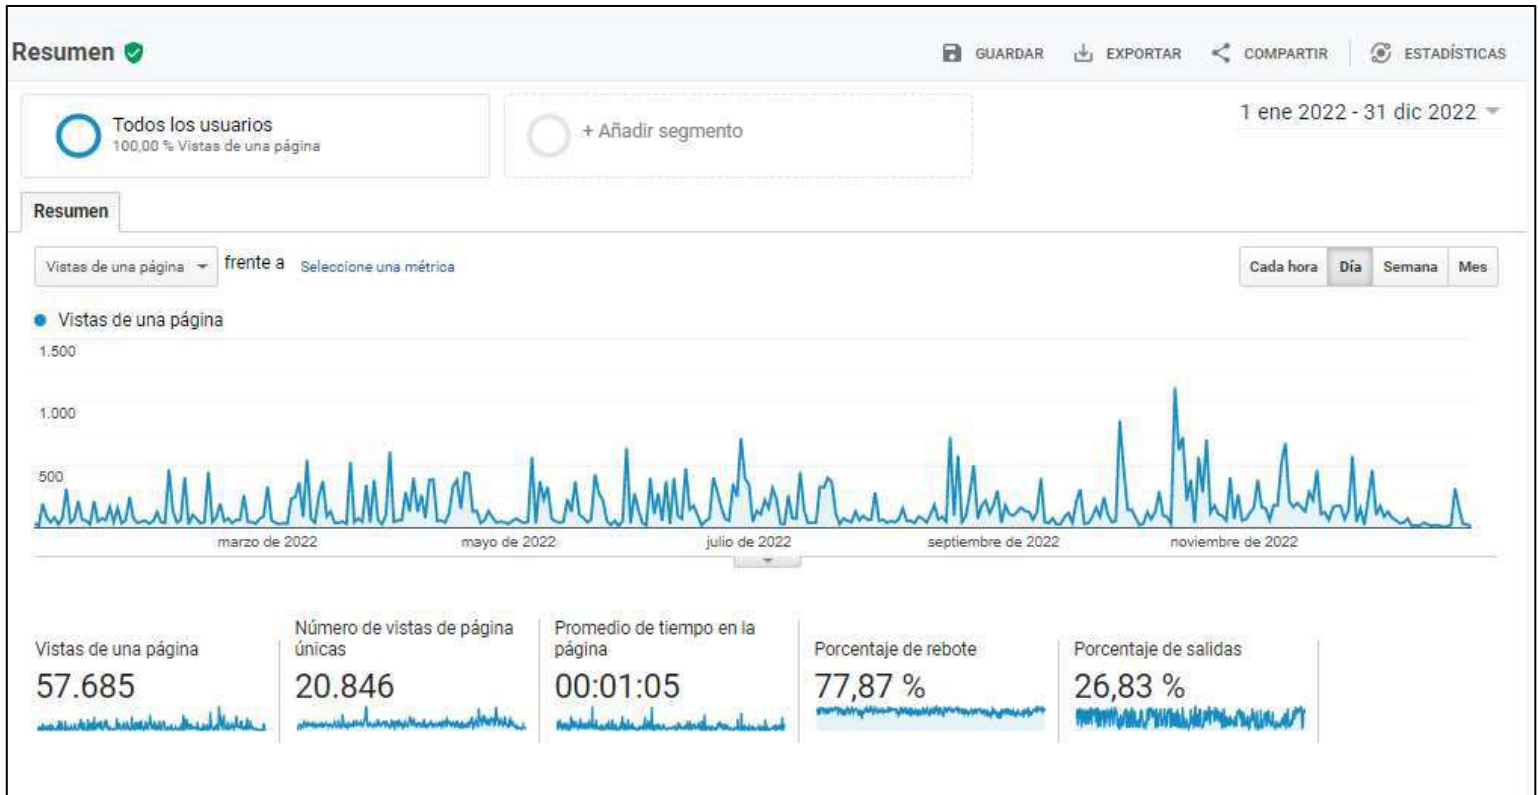 Resumen
GUARDAR
EXPORTAR
COMPARTIR
ESTADÍSTICAS
Todos los usuarios
100,00 % Vistas de una página
+ Añadir segmento
1 ene 2022 - 31 dic 2022
Resumen
Vistas de una página
frente a
Seleccione una métrica
Cada hora
Día
Semana
Mes
Vistas de una página
1.500
1.000
500
marzo de 2022
mayo de 2022
julio de 2022
septiembre de 2022
noviembre de 2022
Vistas de una página
57.685
Número de vistas de página
únicas
20.846
Promedio de tiempo en la
página
00:01:05
Porcentaje de rebote
77,87 %
Porcentaje de salidas
26,83 %